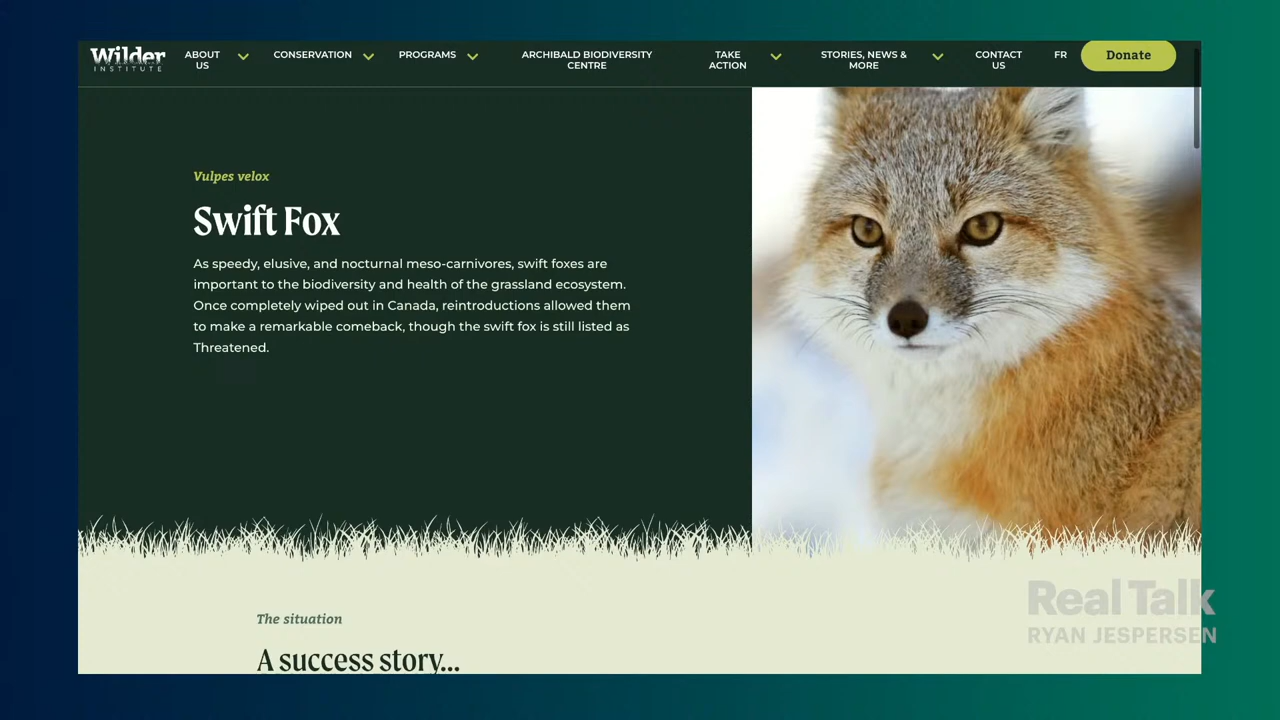 Wilder
INSTITUTE
ABOUT
US
CONSERVATION
PROGRAMS
ARCHIBALD BIODIVERSITY
CENTRE
TAKE
ACTION
STORIES, NEWS &
MORE
CONTACT
US
FR
Donate
Vulpes velox
Swift Fox
As speedy, elusive, and nocturnal meso-carnivores, swift foxes are
important to the biodiversity and health of the grassland ecosystem.
Once completely wiped out in Canada, reintroductions allowed them
to make a remarkable comeback, though the swift fox is still listed as
Threatened.
The situation
A success story...
Real Talk
RYAN JESPERSEN